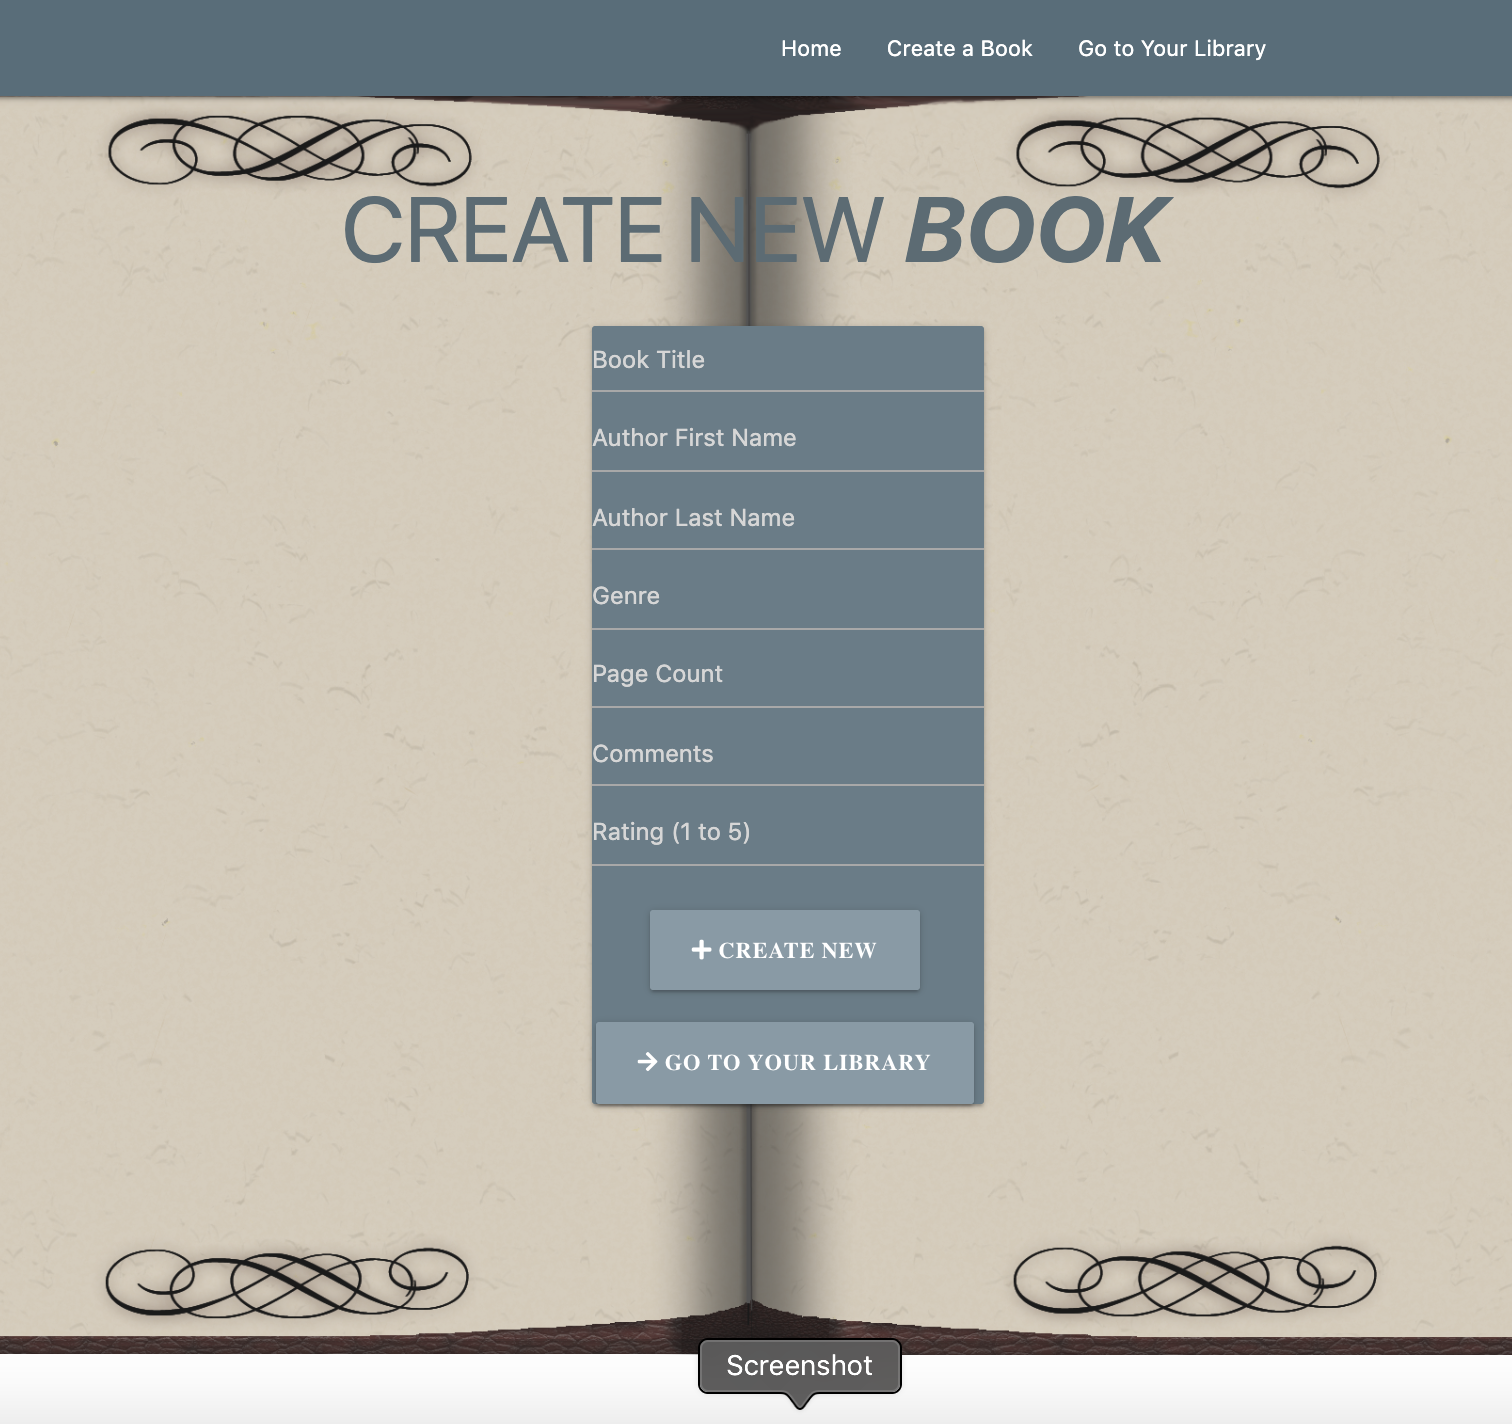 Home Create a Book Go to Your Library
CREATE NEW BOOK
Book Title
Author First Name
Author Last Name
Genre
Page Count
Comments
Rating (1 to 5)
CREATE NEW
GO TO YOUR LIBRARY
Screenshot